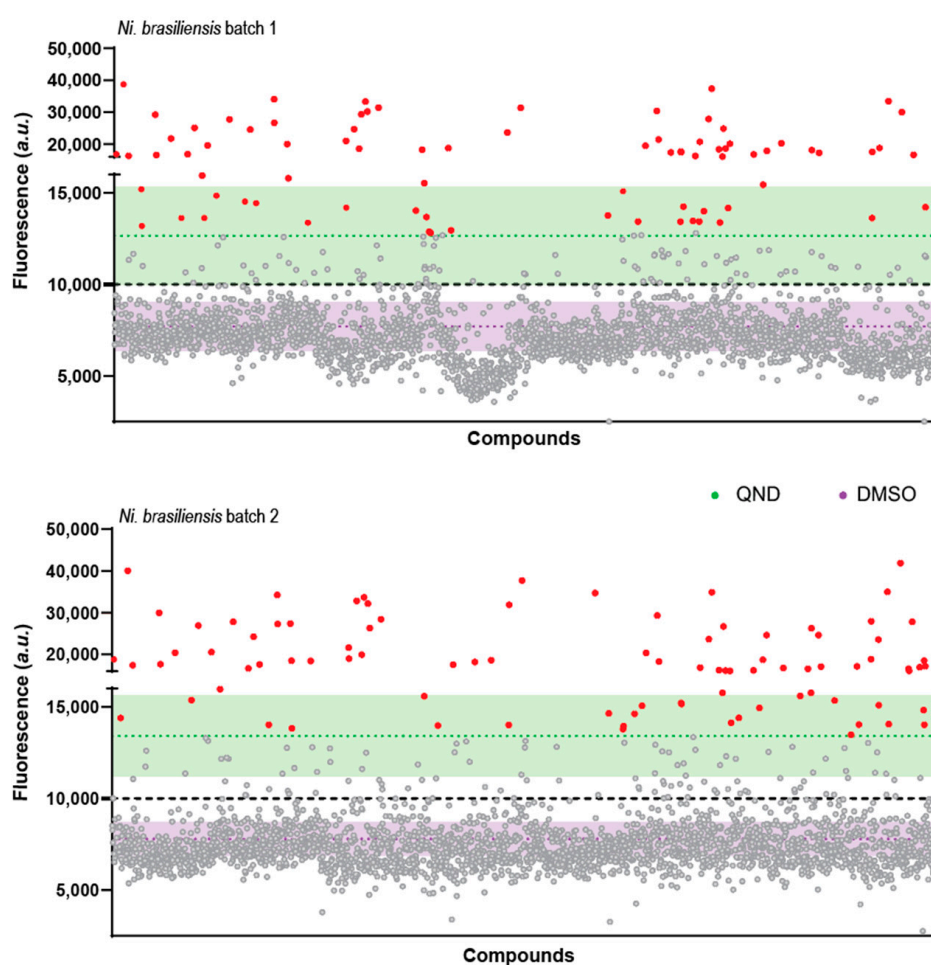 Ni. brasiliensis batch 1
Fluorescence (a.u.)
50,000
40,000
30,000
20,000
15,000
10,000
5,000
Compounds
QND DMSO
Ni. brasiliensis batch 2
Fluorescence (a.u.)
50,000
40,000
30,000
20,000
15,000
10,000
5,000
Compounds